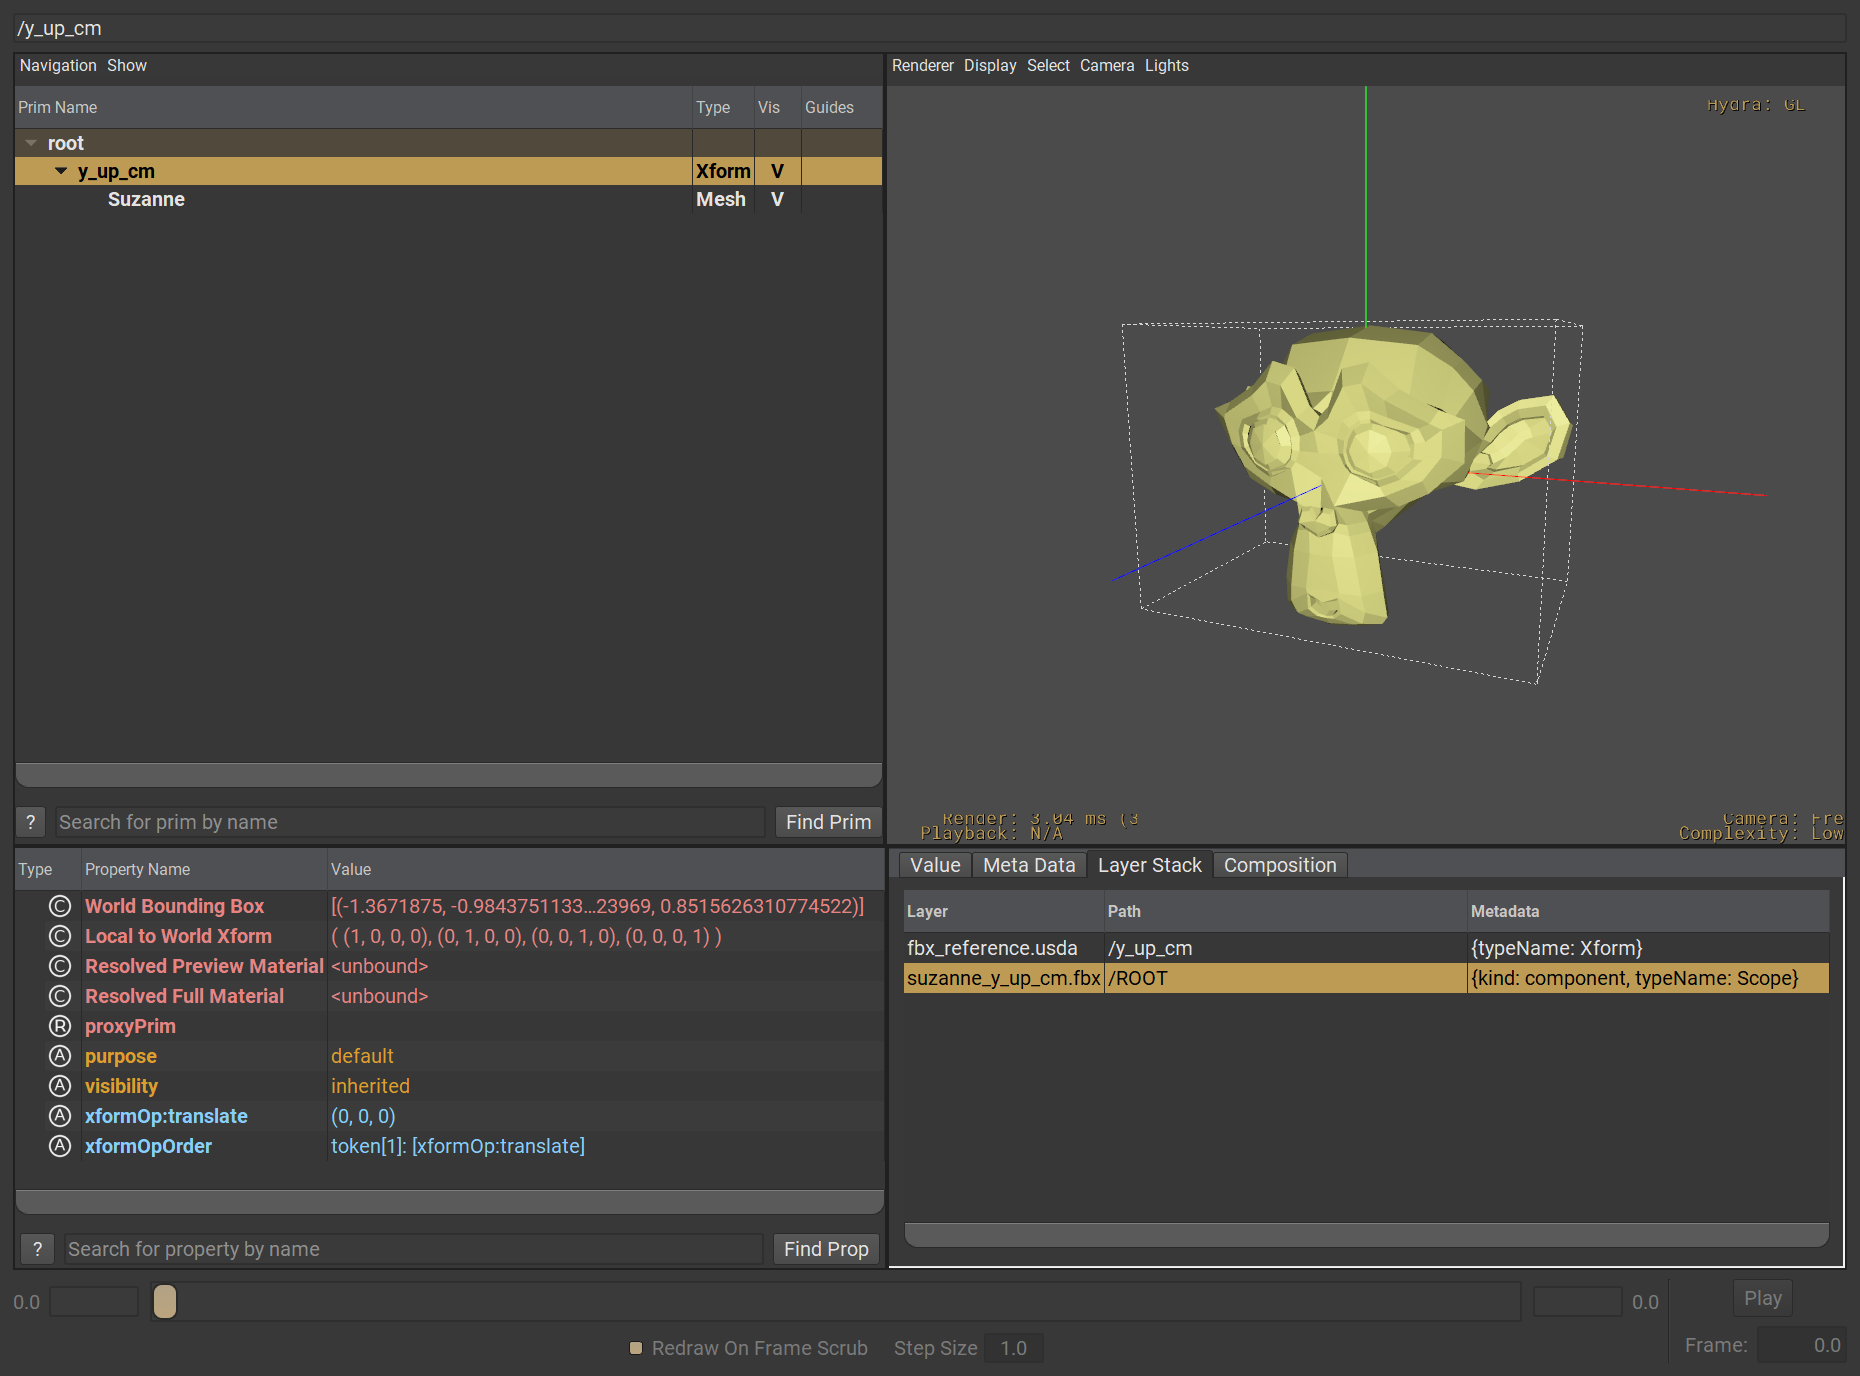 /y_up_cm
Navigation Show
Prim Name Type Vis Guides
root
y_up_cm Xform V
Suzanne Mesh V
? Search for prim by name Find Prim
Renderer Display Select Camera Lights
Hydra: GL
Render: 3.04 ms (3
Playback: N/A
Camera: Fre
Complexity: Low
Type Property Name Value
C World Bounding Box [(-1.3671875, -0.9843751133...23969, 0.8515626310774522)]
C Local to World Xform ( (1, 0, 0, 0), (0, 1, 0, 0), (0, 0, 1, 0), (0, 0, 0, 1) )
C Resolved Preview Material <unbound>
C Resolved Full Material <unbound>
R proxyPrim
A purpose default
A visibility inherited
A xformOp:translate (0, 0, 0)
A xformOpOrder token[1]: [xformOp:translate]
? Search for property by name Find Prop
Value Meta Data Layer Stack Composition
Layer Path Metadata
fbx_reference.usda /y_up_cm {typeName: Xform}
suzanne_y_up_cm.fbx /ROOT {kind: component, typeName: Scope}
0.0 0.0 Play
Redraw On Frame Scrub Step Size 1.0 Frame: 0.0